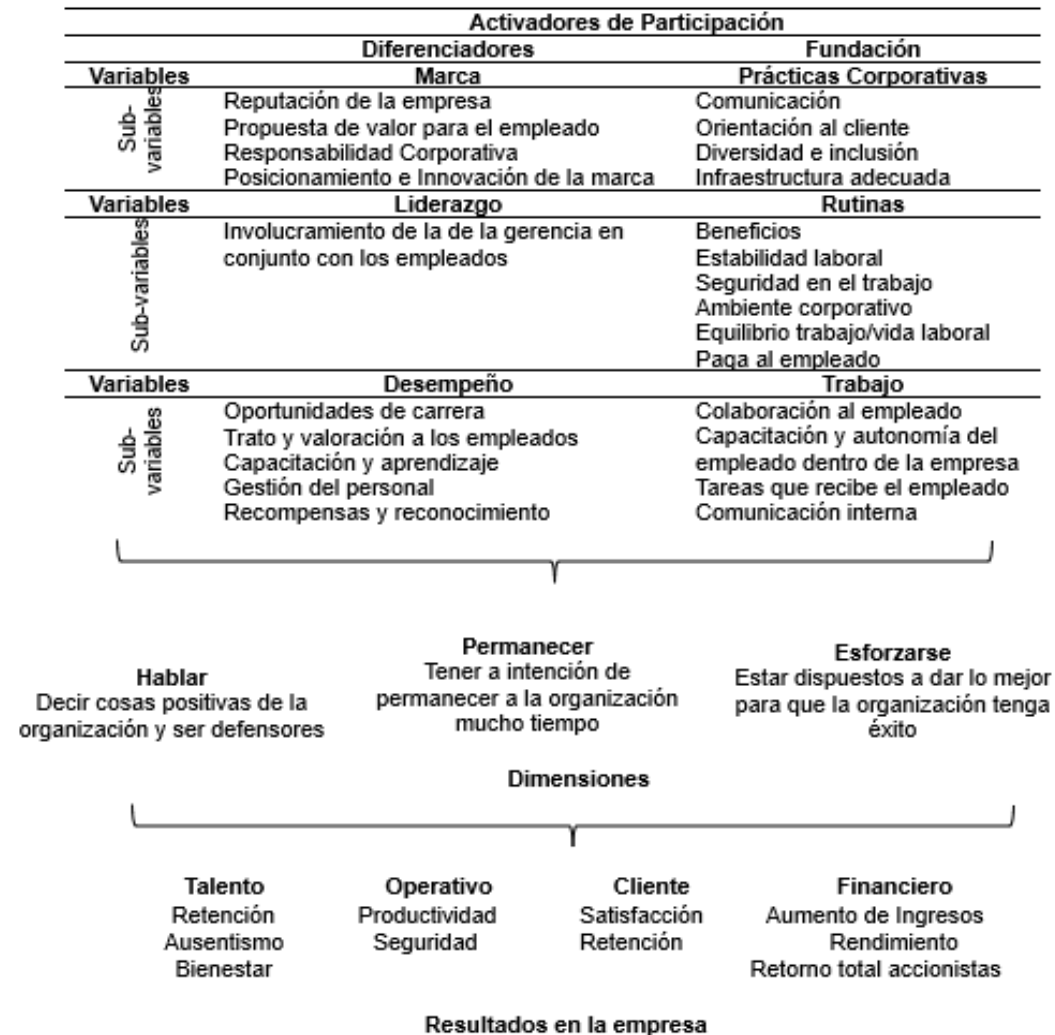 Activadores de Participación
Diferenciadores Fundación
Variables Marca Prácticas Corporativas
Sub-variables
Reputación de la empresa Comunicación
Propuesta de valor para el empleado Orientación al cliente
Responsabilidad Corporativa Diversidad e inclusión
Posicionamiento e Innovación de la marca Infraestructura adecuada
Variables Liderazgo Rutinas
Sub-variables
Involucramiento de la de la gerencia en Beneficios
conjunto con los empleados Estabilidad laboral
Seguridad en el trabajo
Ambiente corporativo
Equilibrio trabajo/vida laboral
Paga al empleado
Variables Desempeño Trabajo
Sub-variables
Oportunidades de carrera Colaboración al empleado
Trato y valoración a los empleados Capacitación y autonomía del
Capacitación y aprendizaje empleado dentro de la empresa
Gestión del personal Tareas que recibe el empleado
Recompensas y reconocimiento Comunicación interna
Hablar
Decir cosas positivas de la
organización y ser defensores
Permanecer
Tener a intención de
permanecer a la organización
mucho tiempo
Esforzarse
Estar dispuestos a dar lo mejor
para que la organización tenga
éxito
Dimensiones
Talento Operativo Cliente Financiero
Retención Productividad Satisfacción Aumento de Ingresos
Ausentismo Seguridad Retención Rendimiento
Bienestar Retorno total accionistas
Resultados en la empresa